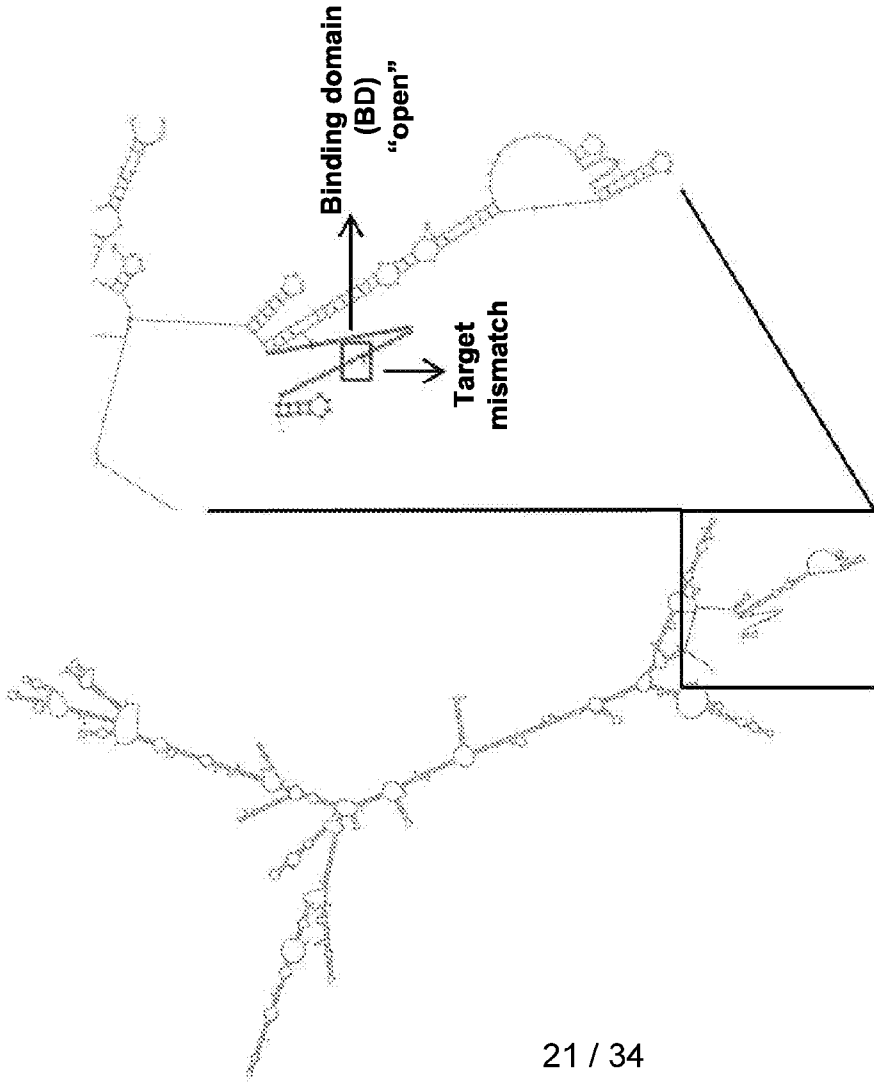 Binding domain
(BD)
"open"
Target
mismatch
21 / 34